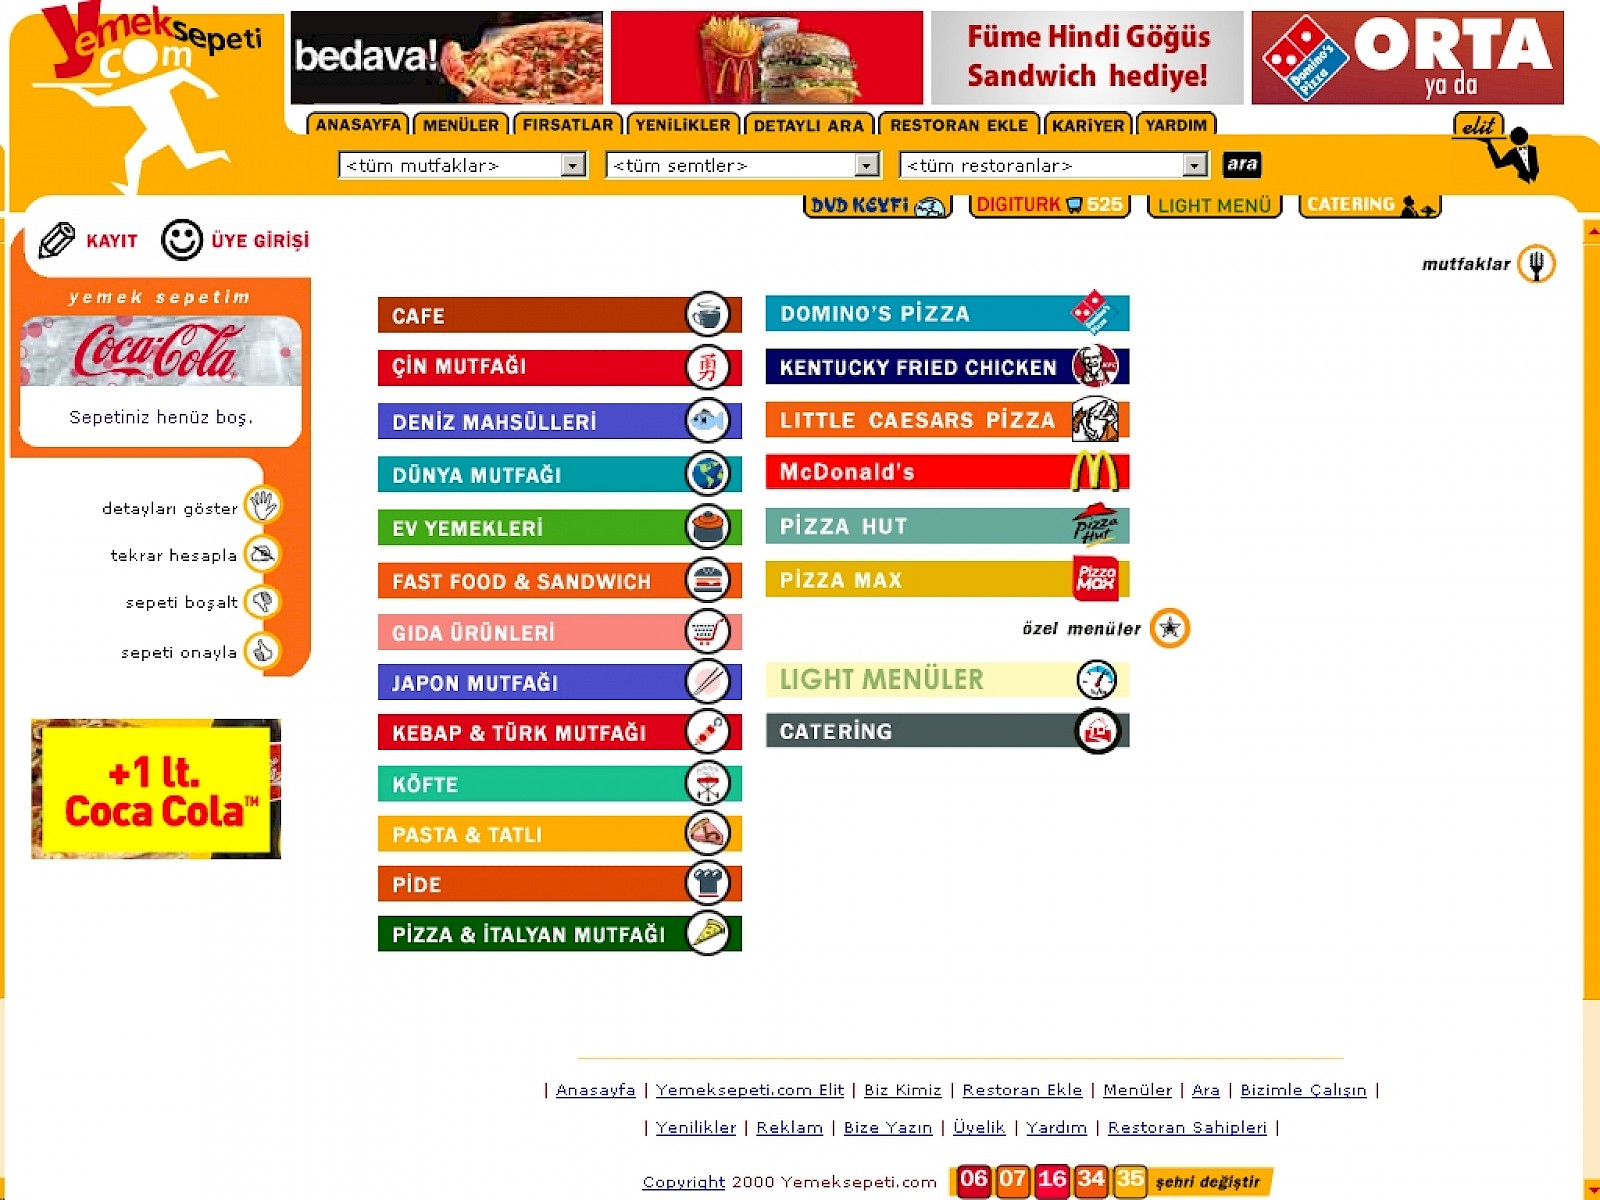 Yemeksepeti
com
bedava!
Füme Hindi Göğüs
Sandwich hediye!
Domino's
Pizza
ORTA
ya da
ANASAYFA MENÜLER FIRSATLAR YENİLİKLER DETAYLI ARA RESTORAN EKLE KARİYER YARDIM
elit
<tüm mutfaklar> <tüm semtler> <tüm restoranlar> ara
DVD KEYFİ DIGITURK 525 LIGHT MENÜ CATERING
KAYIT ÜYE GİRİŞİ
mutfaklar
yemek sepetim
Coca-Cola
Sepetiniz henüz boş.
detayları göster
tekrar hesapla
sepeti boşalt
sepeti onayla
+1 lt.
Coca Cola™
CAFE
ÇİN MUTFAĞI
DENİZ MAHSÜLLERİ
DÜNYA MUTFAĞI
EV YEMEKLERİ
FAST FOOD & SANDWICH
GIDA ÜRÜNLERİ
JAPON MUTFAĞI
KEBAP & TÜRK MUTFAĞI
KÖFTE
PASTA & TATLI
PİDE
PİZZA & İTALYAN MUTFAĞI
DOMINO'S PİZZA
KENTUCKY FRIED CHICKEN
LITTLE CAESARS PİZZA
McDonald's
PİZZA HUT
Pizza
Hut
PİZZA MAX
Pizza
MAX
özel menüler
LIGHT MENÜLER
CATERİNG
| Anasayfa | Yemeksepeti.com Elit | Biz Kimiz | Restoran Ekle | Menüler | Ara | Bizimle Çalışın |
| Yenilikler | Reklam | Bize Yazın | Üyelik | Yardım | Restoran Sahipleri |
Copyright 2000 Yemeksepeti.com 06 07 16 34 35 şehri değiştir